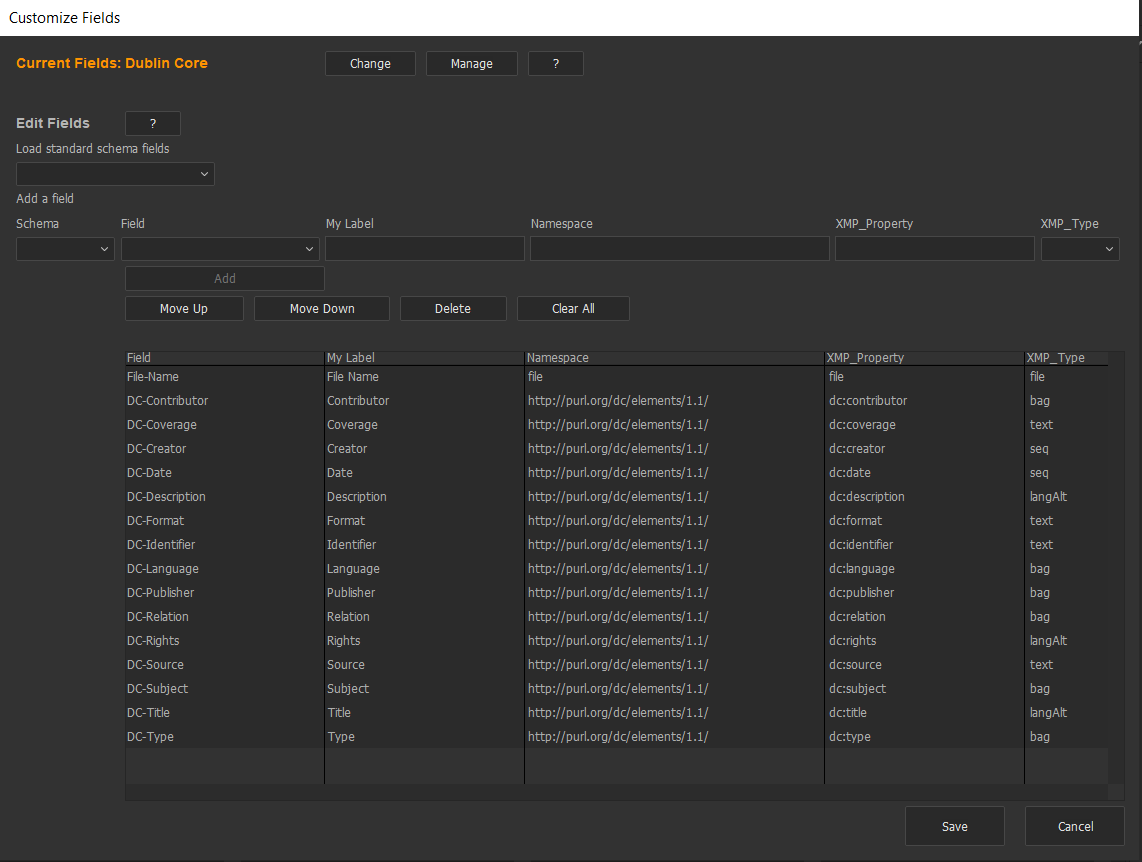 Customize Fields
Current Fields: Dublin Core Change Manage ?
Edit Fields ?
Load standard schema fields
Add a field
Schema Field My Label Namespace XMP_Property XMP_Type
Add
Move Up Move Down Delete Clear All
Field My Label Namespace XMP_Property XMP_Type
File-Name File Name file file file
DC-Contributor Contributor http://purl.org/dc/elements/1.1/ dc:contributor bag
DC-Coverage Coverage http://purl.org/dc/elements/1.1/ dc:coverage text
DC-Creator Creator http://purl.org/dc/elements/1.1/ dc:creator seq
DC-Date Date http://purl.org/dc/elements/1.1/ dc:date seq
DC-Description Description http://purl.org/dc/elements/1.1/ dc:description langAlt
DC-Format Format http://purl.org/dc/elements/1.1/ dc:format text
DC-Identifier Identifier http://purl.org/dc/elements/1.1/ dc:identifier text
DC-Language Language http://purl.org/dc/elements/1.1/ dc:language bag
DC-Publisher Publisher http://purl.org/dc/elements/1.1/ dc:publisher bag
DC-Relation Relation http://purl.org/dc/elements/1.1/ dc:relation bag
DC-Rights Rights http://purl.org/dc/elements/1.1/ dc:rights langAlt
DC-Source Source http://purl.org/dc/elements/1.1/ dc:source text
DC-Subject Subject http://purl.org/dc/elements/1.1/ dc:subject bag
DC-Title Title http://purl.org/dc/elements/1.1/ dc:title langAlt
DC-Type Type http://purl.org/dc/elements/1.1/ dc:type bag
Save Cancel